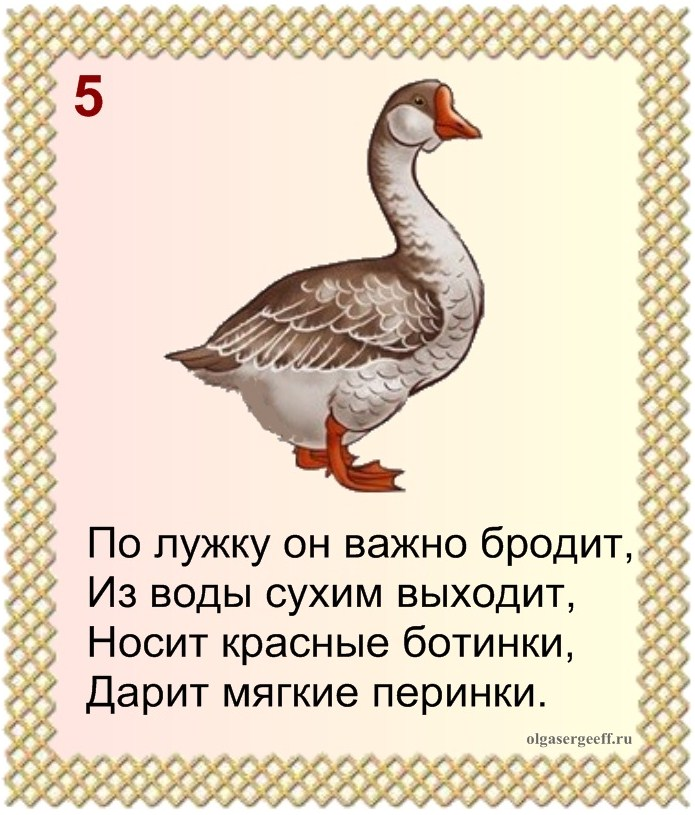 5
По лужку он важно бродит,
Из воды сухим выходит,
Носит красные ботинки,
Дарит мягкие перинки.
olgasergeeff.ru